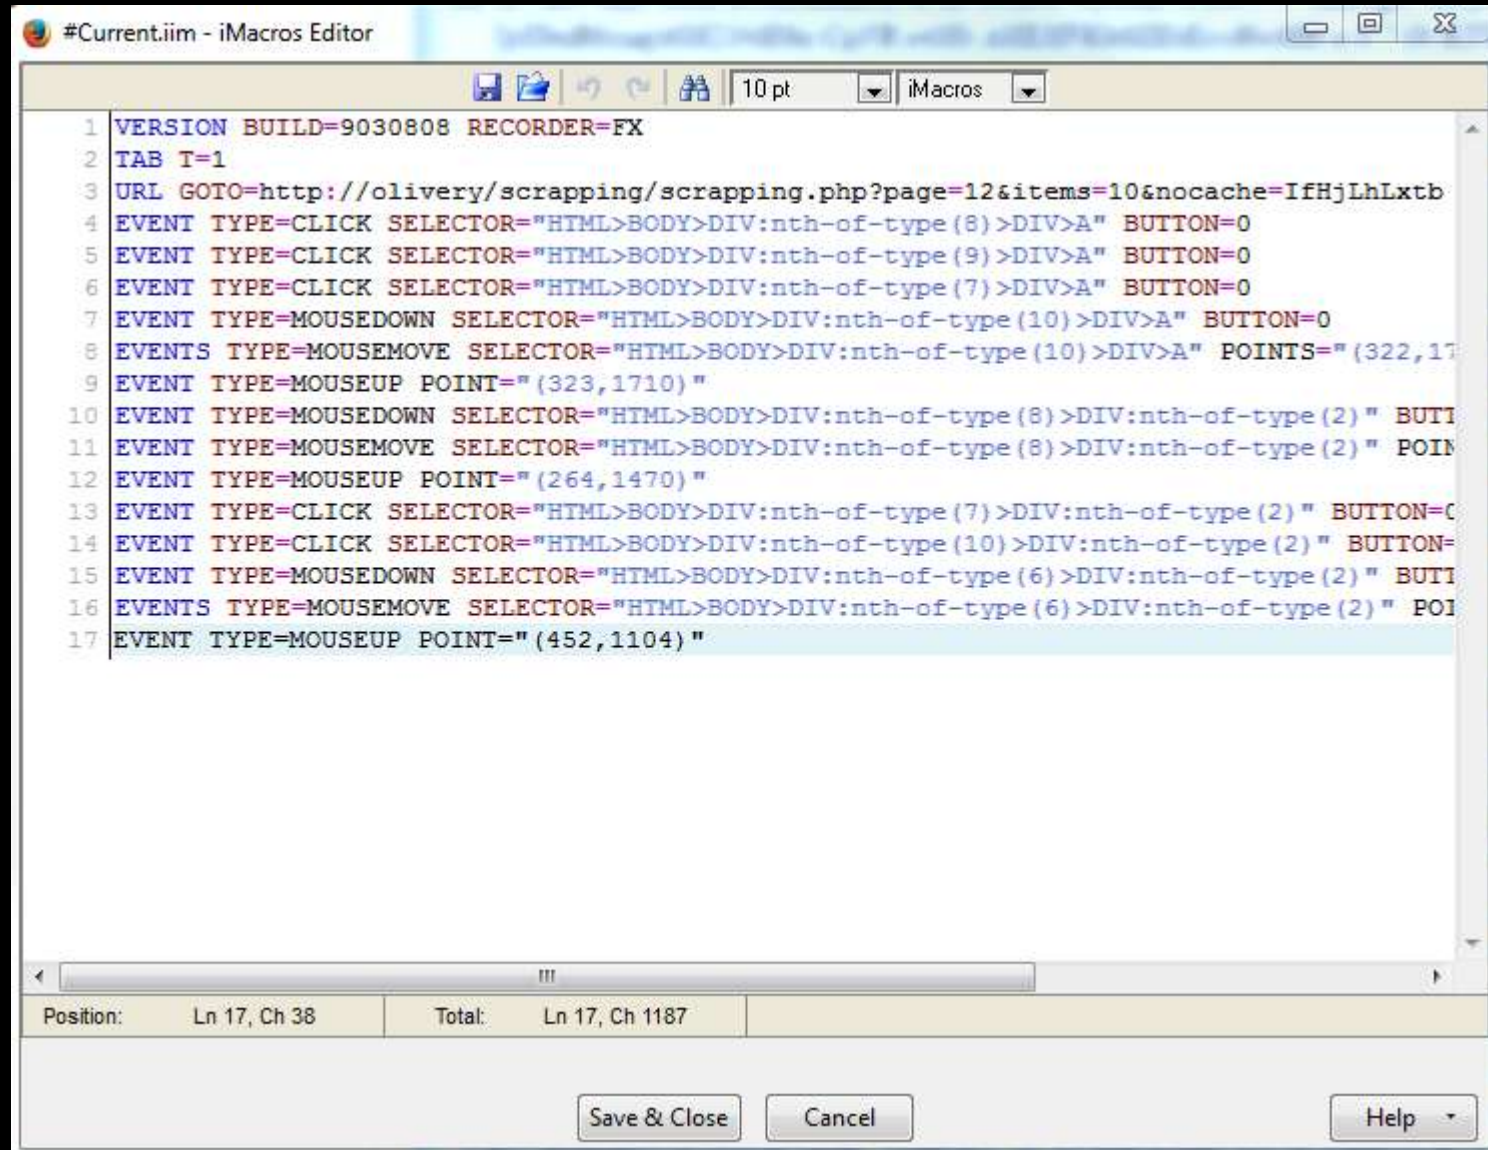 #Current.iim - iMacros Editor
10 pt iMacros
1 VERSION BUILD=9030808 RECORDER=FX
2 TAB T=1
3 URL GOTO=http://olivery/scrapping/scrapping.php?page=12&items=10&nocache=IfHjLhLxtb
4 EVENT TYPE=CLICK SELECTOR="HTML>BODY>DIV:nth-of-type(8)>DIV>A" BUTTON=0
5 EVENT TYPE=CLICK SELECTOR="HTML>BODY>DIV:nth-of-type(9)>DIV>A" BUTTON=0
6 EVENT TYPE=CLICK SELECTOR="HTML>BODY>DIV:nth-of-type(7)>DIV>A" BUTTON=0
7 EVENT TYPE=MOUSEDOWN SELECTOR="HTML>BODY>DIV:nth-of-type(10)>DIV>A" BUTTON=0
8 EVENTS TYPE=MOUSEMOVE SELECTOR="HTML>BODY>DIV:nth-of-type(10)>DIV>A" POINTS="(322,17
9 EVENT TYPE=MOUSEUP POINT="(323,1710)"
10 EVENT TYPE=MOUSEDOWN SELECTOR="HTML>BODY>DIV:nth-of-type(8)>DIV:nth-of-type(2)" BUTT
11 EVENT TYPE=MOUSEMOVE SELECTOR="HTML>BODY>DIV:nth-of-type(8)>DIV:nth-of-type(2)" POIN
12 EVENT TYPE=MOUSEUP POINT="(264,1470)"
13 EVENT TYPE=CLICK SELECTOR="HTML>BODY>DIV:nth-of-type(7)>DIV:nth-of-type(2)" BUTTON=0
14 EVENT TYPE=CLICK SELECTOR="HTML>BODY>DIV:nth-of-type(10)>DIV:nth-of-type(2)" BUTTON=
15 EVENT TYPE=MOUSEDOWN SELECTOR="HTML>BODY>DIV:nth-of-type(6)>DIV:nth-of-type(2)" BUTT
16 EVENTS TYPE=MOUSEMOVE SELECTOR="HTML>BODY>DIV:nth-of-type(6)>DIV:nth-of-type(2)" POI
17 EVENT TYPE=MOUSEUP POINT="(452,1104)"
Position: Ln 17, Ch 38 Total: Ln 17, Ch 1187
Save & Close Cancel Help